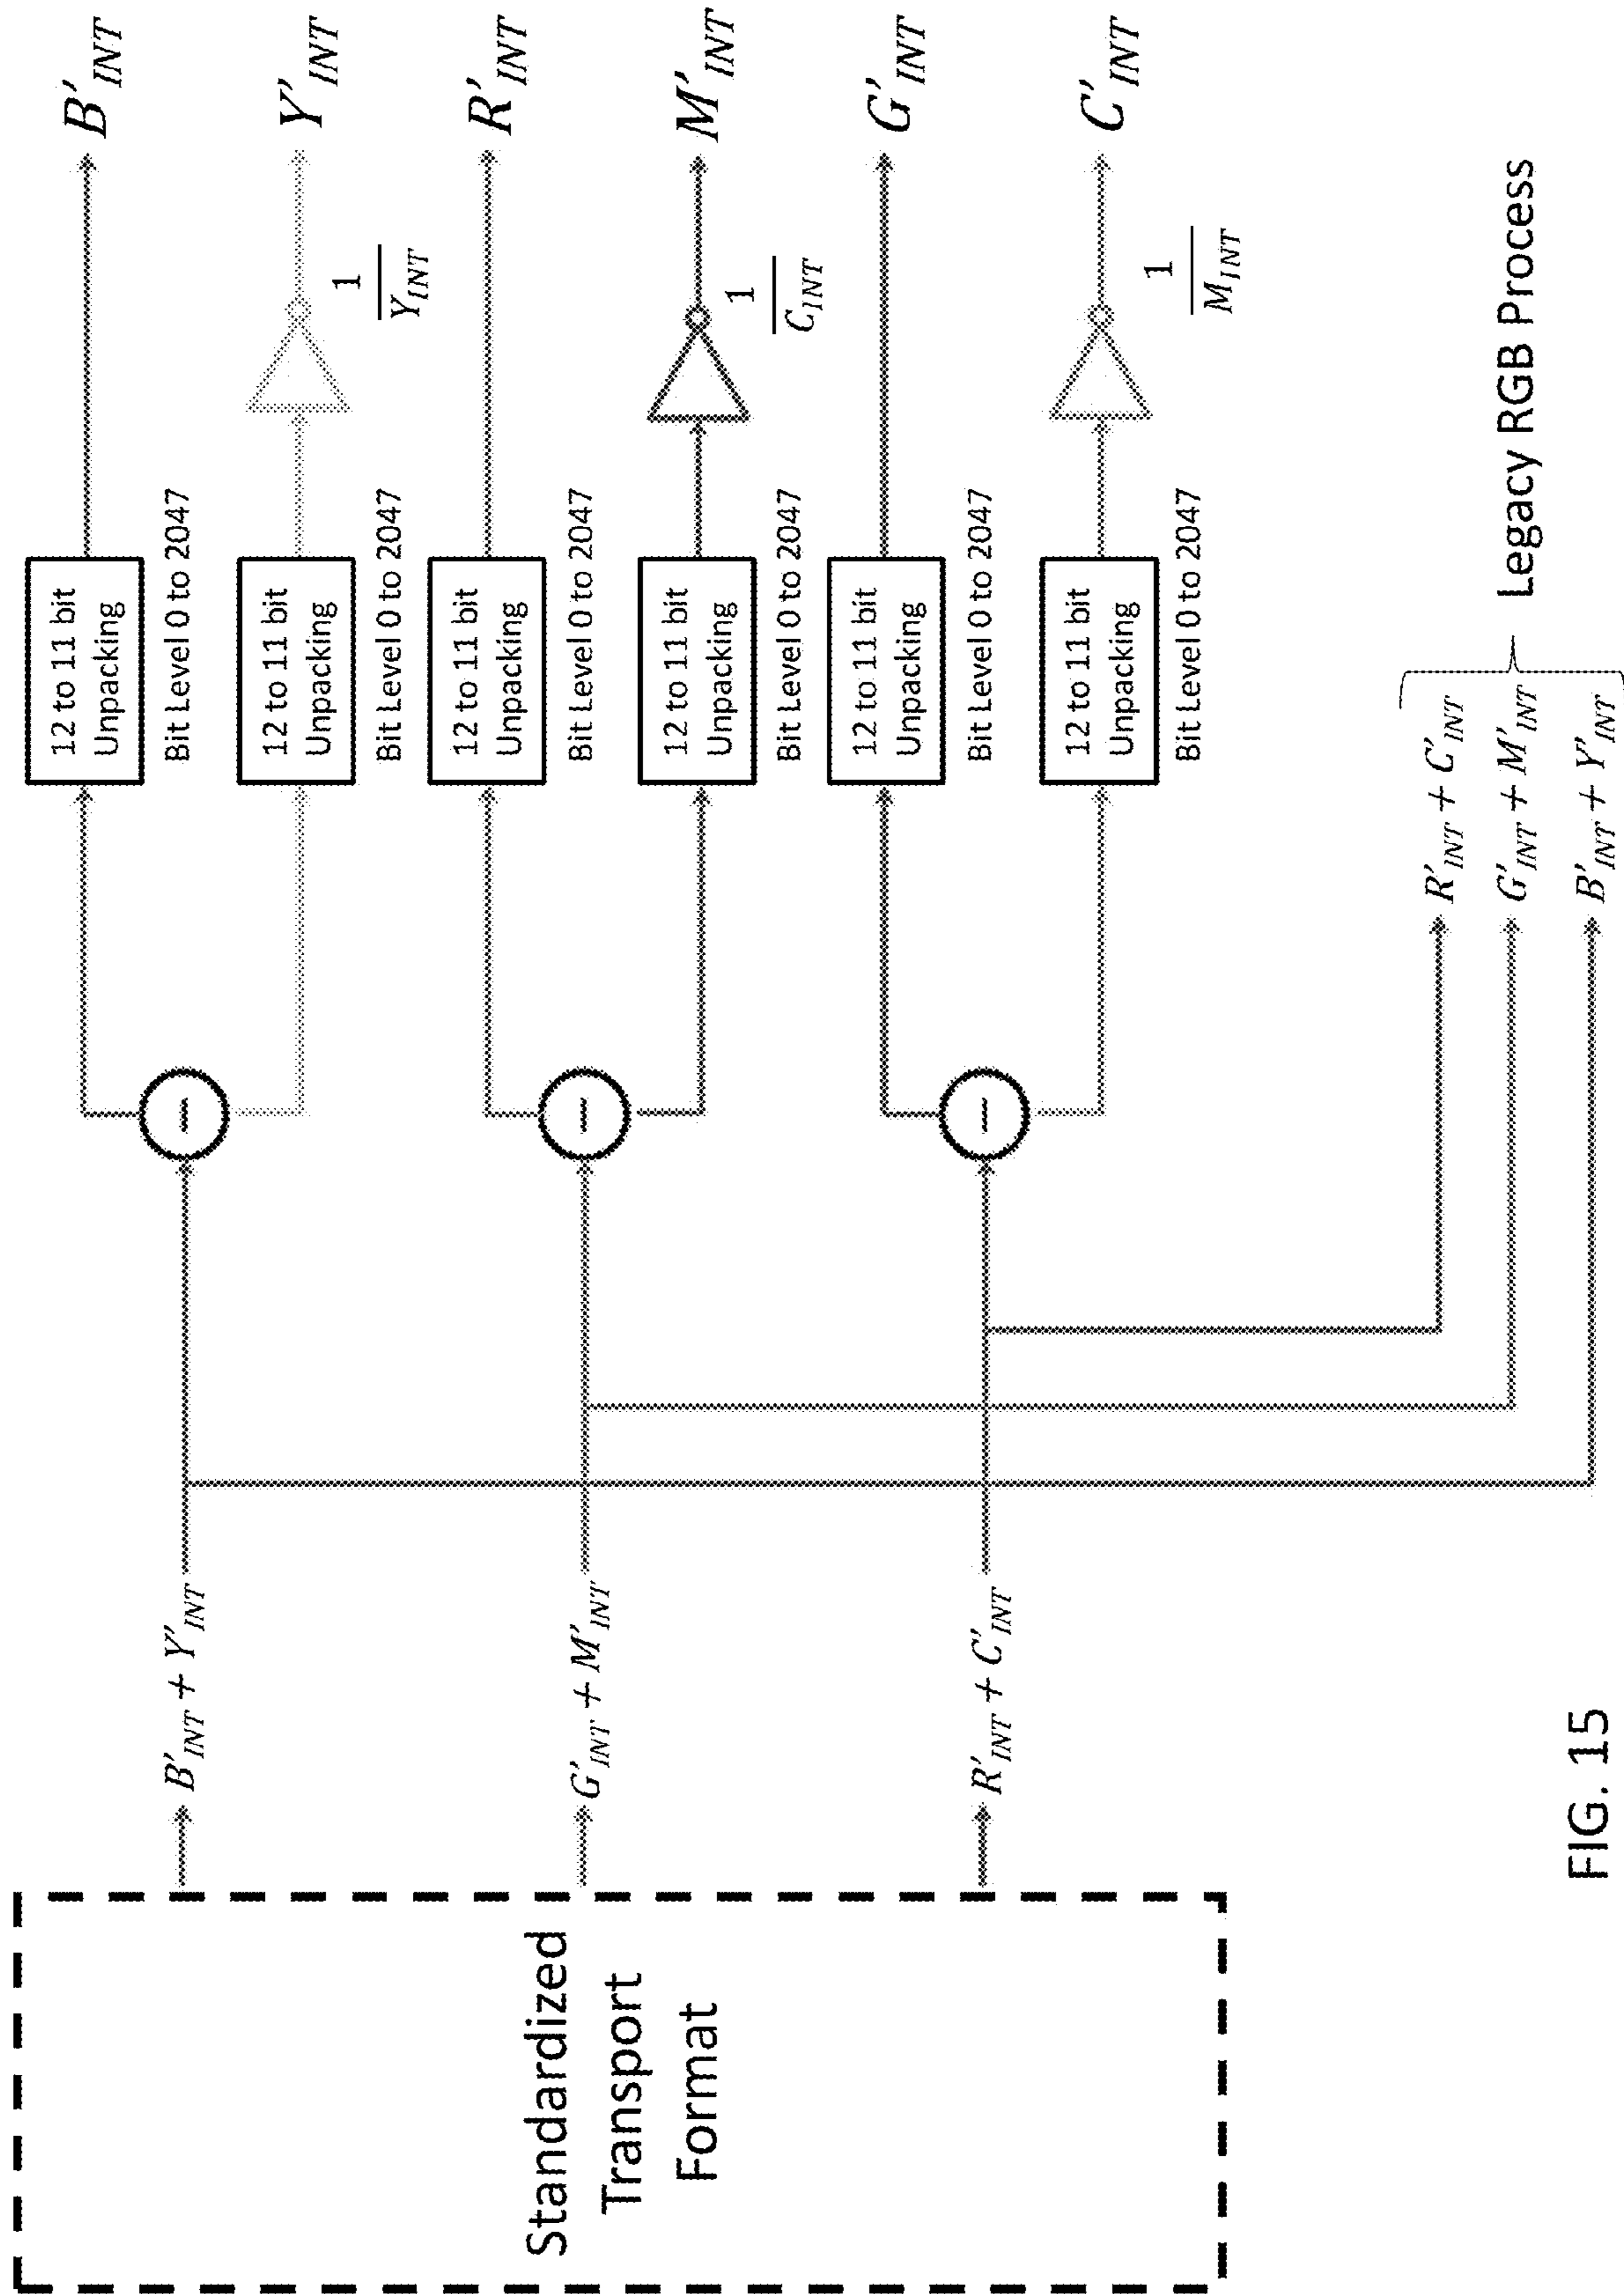 Standardized
Transport
Format
B'INT + Y'INT
G'INT + M'INT
R'INT + C'INT
−
−
−
12 to 11 bit
Unpacking
Bit Level 0 to 2047
B'INT
12 to 11 bit
Unpacking
Bit Level 0 to 2047
1
YINT
Y'INT
12 to 11 bit
Unpacking
Bit Level 0 to 2047
R'INT
12 to 11 bit
Unpacking
Bit Level 0 to 2047
1
CINT
M'INT
12 to 11 bit
Unpacking
Bit Level 0 to 2047
G'INT
12 to 11 bit
Unpacking
Bit Level 0 to 2047
1
MINT
C'INT
R'INT + C'INT
G'INT + M'INT
B'INT + Y'INT
Legacy RGB Process
FIG. 15